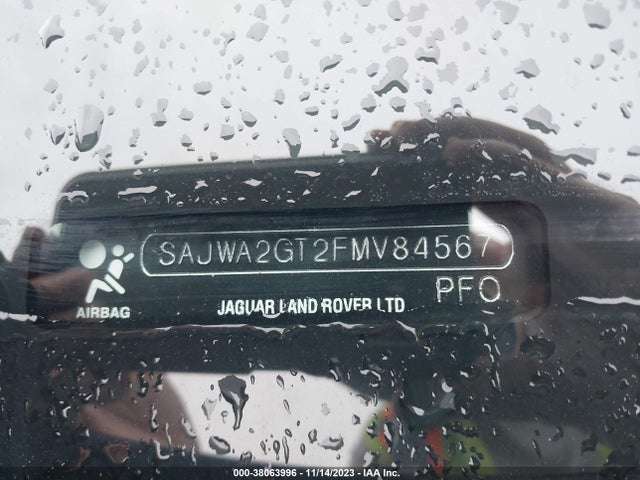 SAJWA2GT2FMV84567
PFO
AIRBAG
JAGUAR LAND ROVER LTD
000-38063996 - 11/14/2023 - IAA Inc.